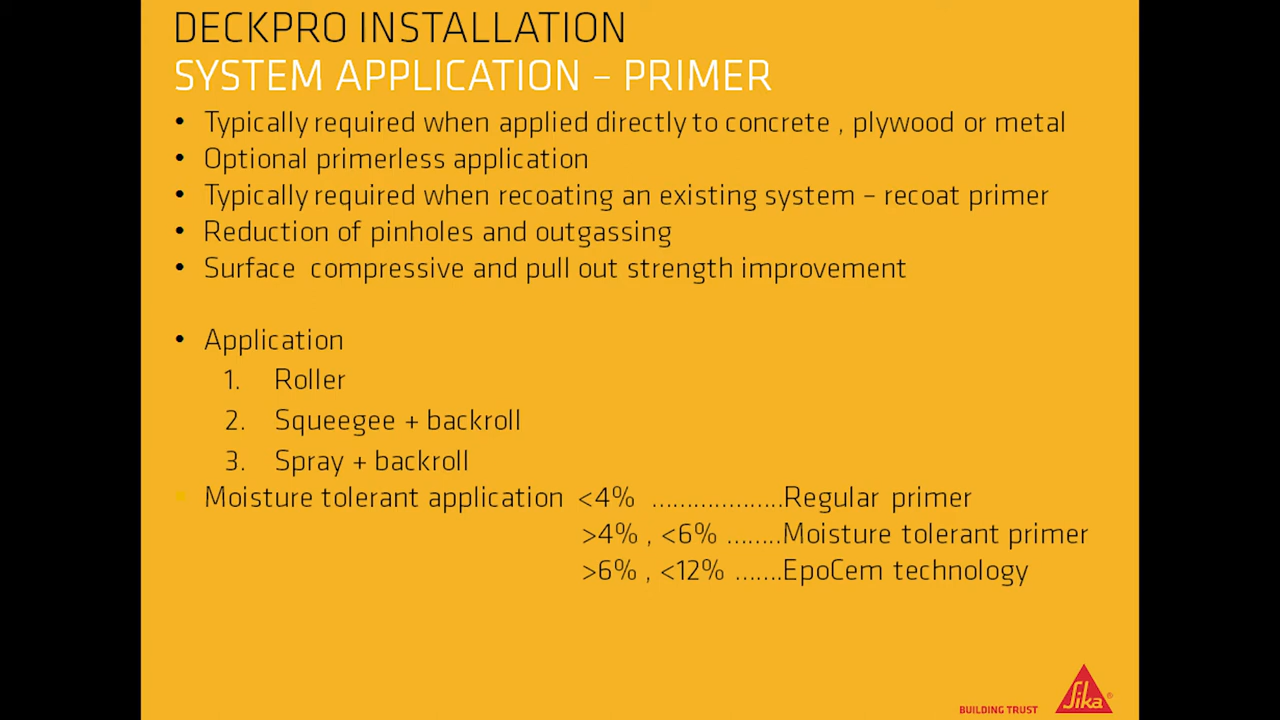 DECKPRO INSTALLATION
SYSTEM APPLICATION – PRIMER
• Typically required when applied directly to concrete , plywood or metal
• Optional primerless application
• Typically required when recoating an existing system – recoat primer
• Reduction of pinholes and outgassing
• Surface compressive and pull out strength improvement
• Application
1. Roller
2. Squeegee + backroll
3. Spray + backroll
▪ Moisture tolerant application <4% ...................Regular primer
>4% , <6% ........Moisture tolerant primer
>6% , <12% .......EpoCem technology
BUILDING TRUST
Sika®